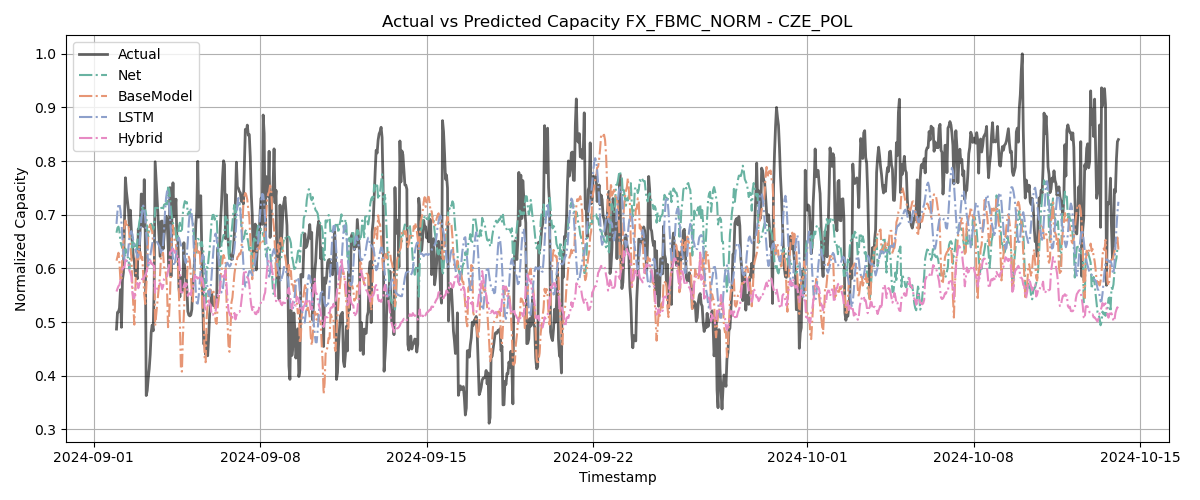 Actual vs Predicted Capacity FX_FBMC_NORM - CZE_POL
Normalized Capacity
1.0
0.9
0.8
0.7
0.6
0.5
0.4
0.3
Actual
Net
BaseModel
LSTM
Hybrid
2024-09-01
2024-09-08
2024-09-15
2024-09-22
2024-10-01
2024-10-08
2024-10-15
Timestamp